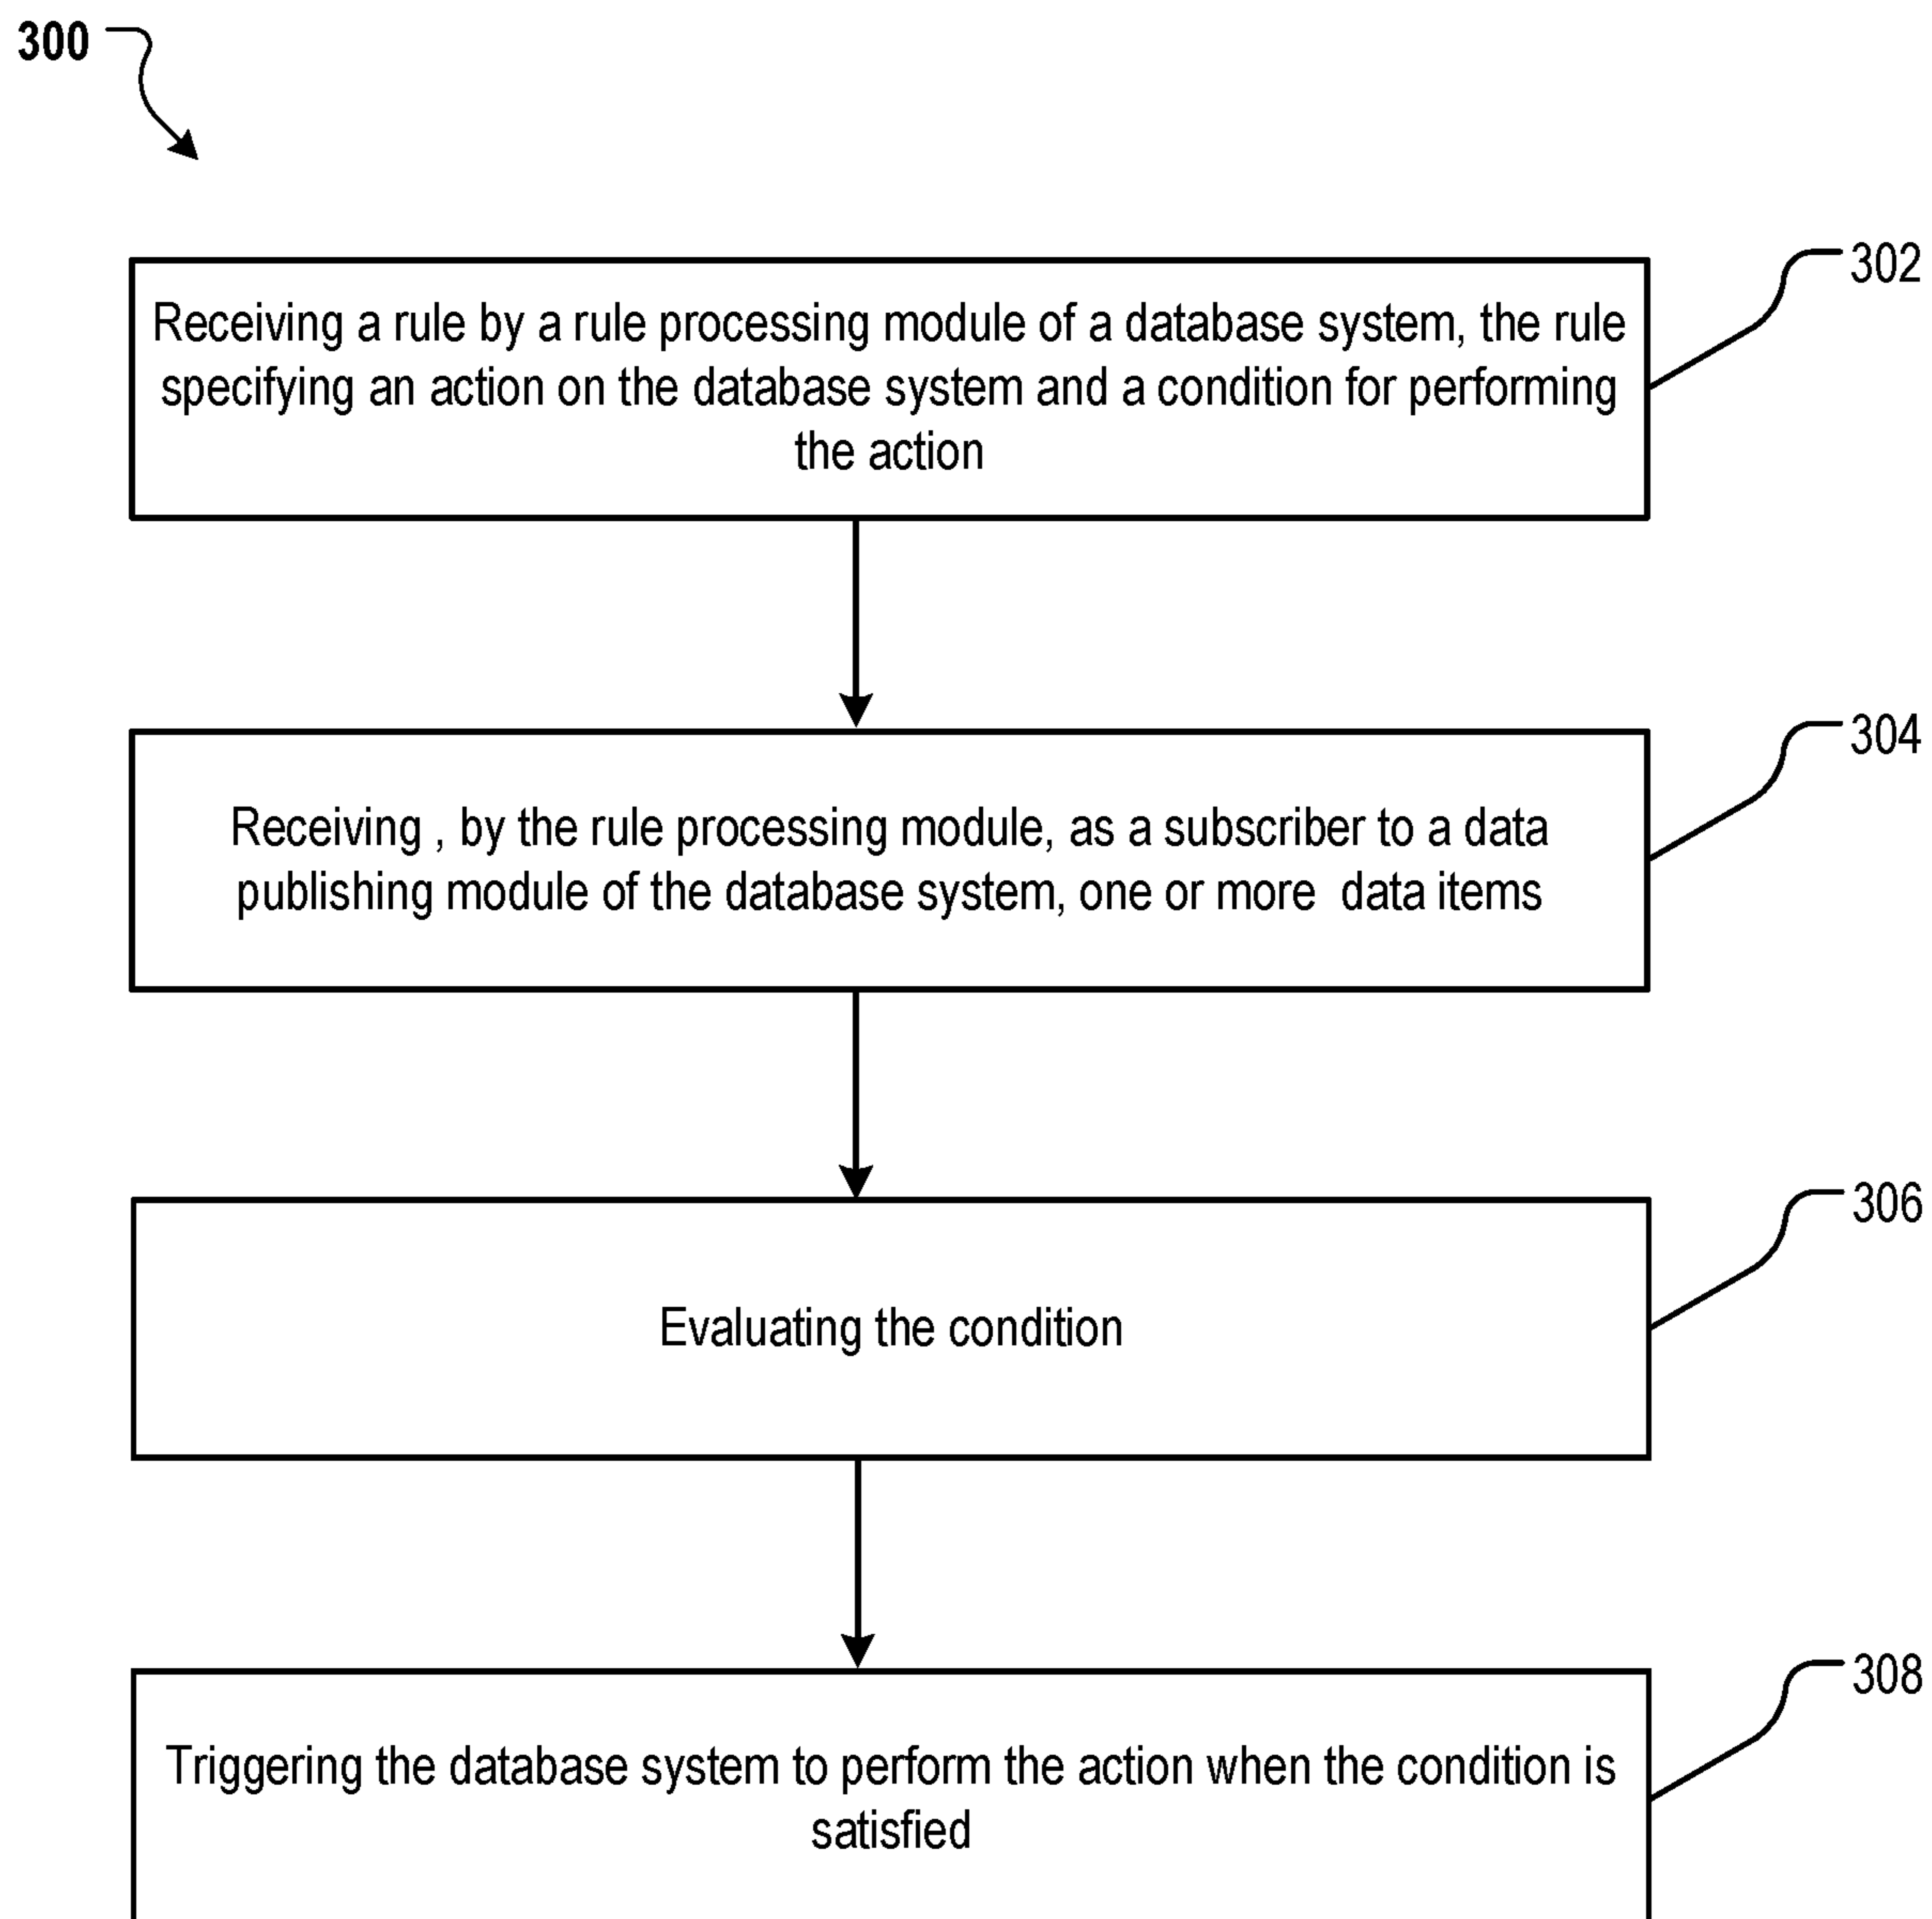 300
302
Receiving a rule by a rule processing module of a database system, the rule
specifying an action on the database system and a condition for performing
the action
304
Receiving , by the rule processing module, as a subscriber to a data
publishing module of the database system, one or more  data items
306
Evaluating the condition
308
Triggering the database system to perform the action when the condition is
satisfied